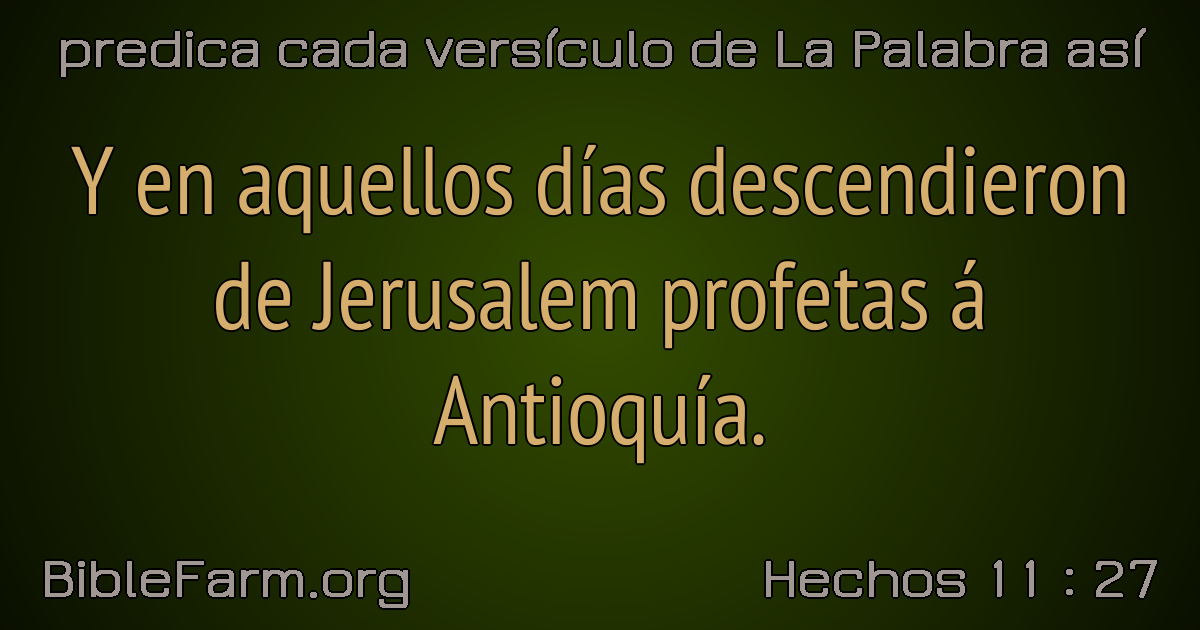 predica cada versículo de La Palabra así
Y en aquellos días descendieron
de Jerusalem profetas á
Antioquía.
BibleFarm.org
Hechos 11 : 27